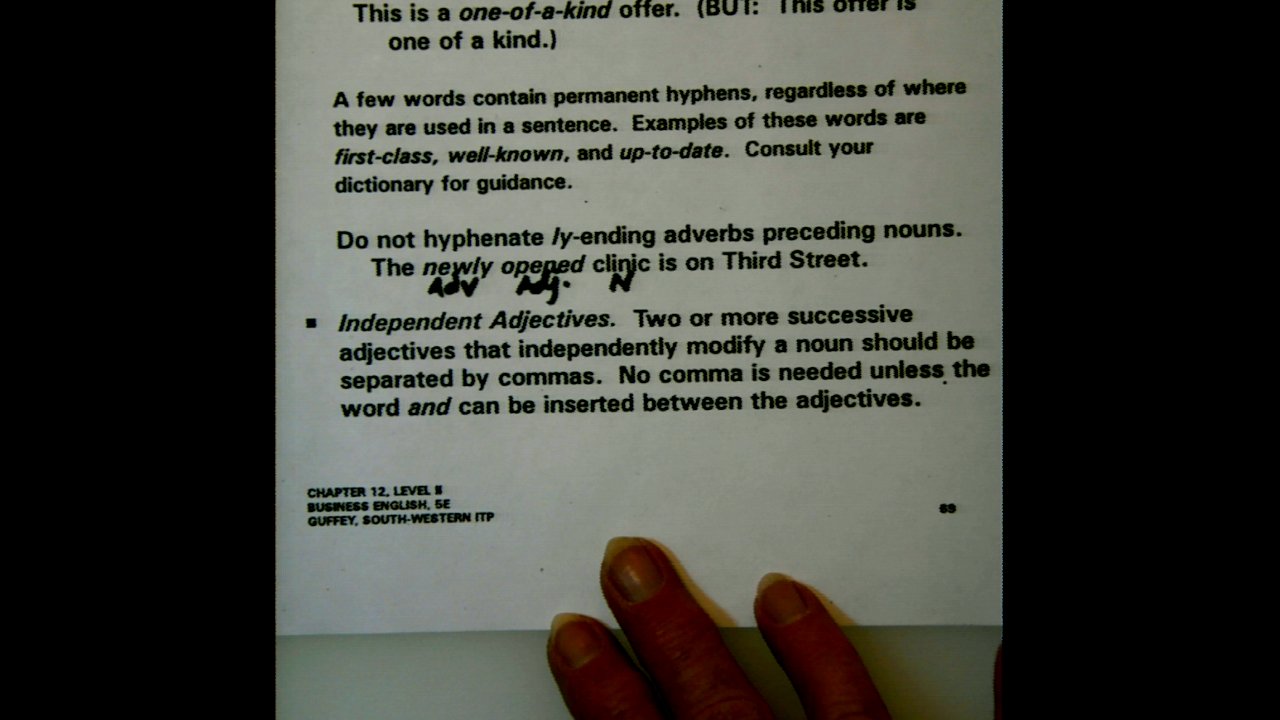 This is a one-of-a-kind offer. (BUT: This offer is
one of a kind.)
A few words contain permanent hyphens, regardless of where
they are used in a sentence. Examples of these words are
first-class, well-known, and up-to-date. Consult your
dictionary for guidance.
Do not hyphenate ly-ending adverbs preceding nouns.
The newly opened clinic is on Third Street.
Adv Adj. N
▪ Independent Adjectives. Two or more successive
adjectives that independently modify a noun should be
separated by commas. No comma is needed unless the
word and can be inserted between the adjectives.
CHAPTER 12, LEVEL
BUSINESS ENGLISH, 5E
GUFFEY, SOUTH-WESTERN ITP